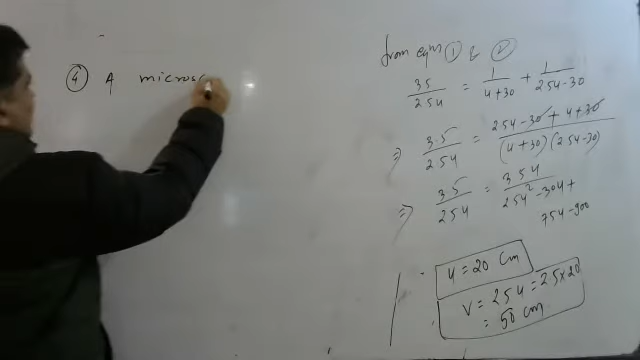 (4) A micros
from eqn (1) & (2)
3.5/2.5u = 1/(u+30) + 1/(2.5u-30)
⇒ 3.5/2.5u = (2.5u-30+u+30)/((u+30)(2.5u-30))
⇒ 3.5/2.5u = 3.5u/(2.5u²-30u+
75u-900)
u = 20 cm
v = 2.5u = 2.5×20
= 50 cm